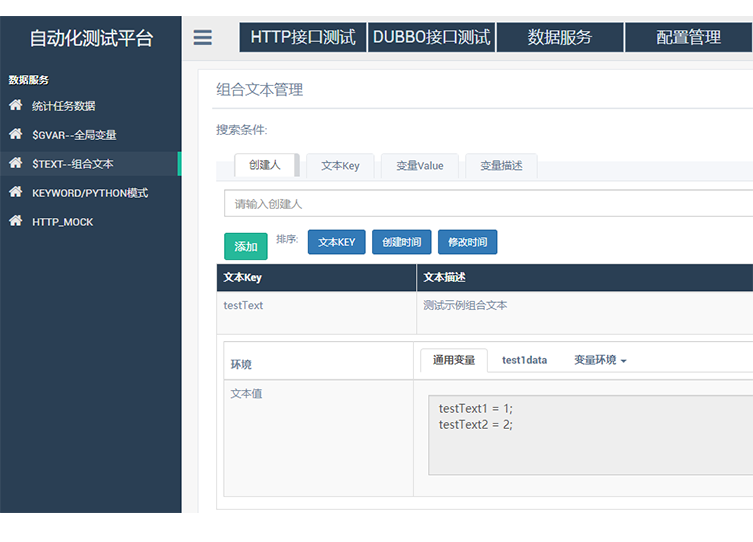 自动化测试平台
HTTP接口测试 DUBBO接口测试 数据服务 配置管理
数据服务
统计任务数据
$GVAR--全局变量
$TEXT--组合文本
KEYWORD/PYTHON模式
HTTP_MOCK
组合文本管理
搜索条件:
创建人 文本Key 变量Value 变量描述
请输入创建人
添加 排序: 文本KEY 创建时间 修改时间
文本Key 文本描述
testText 测试示例组合文本
环境 通用变量 test1data 变量环境
文本值
testText1 = 1;
testText2 = 2;